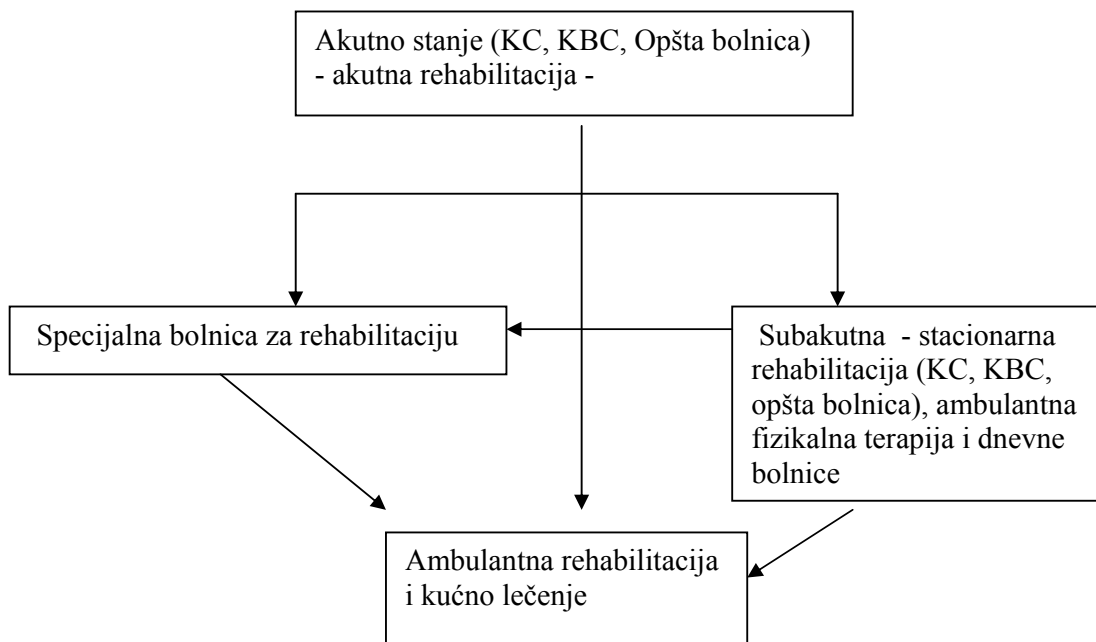 Akutno stanje (KC, KBC, Opšta bolnica)
- akutna rehabilitacija -
Specijalna bolnica za rehabilitaciju
Subakutna - stacionarna
rehabilitacija (KC, KBC,
opšta bolnica), ambulantna
fizikalna terapija i dnevne
bolnice
Ambulantna rehabilitacija
i kućno lečenje